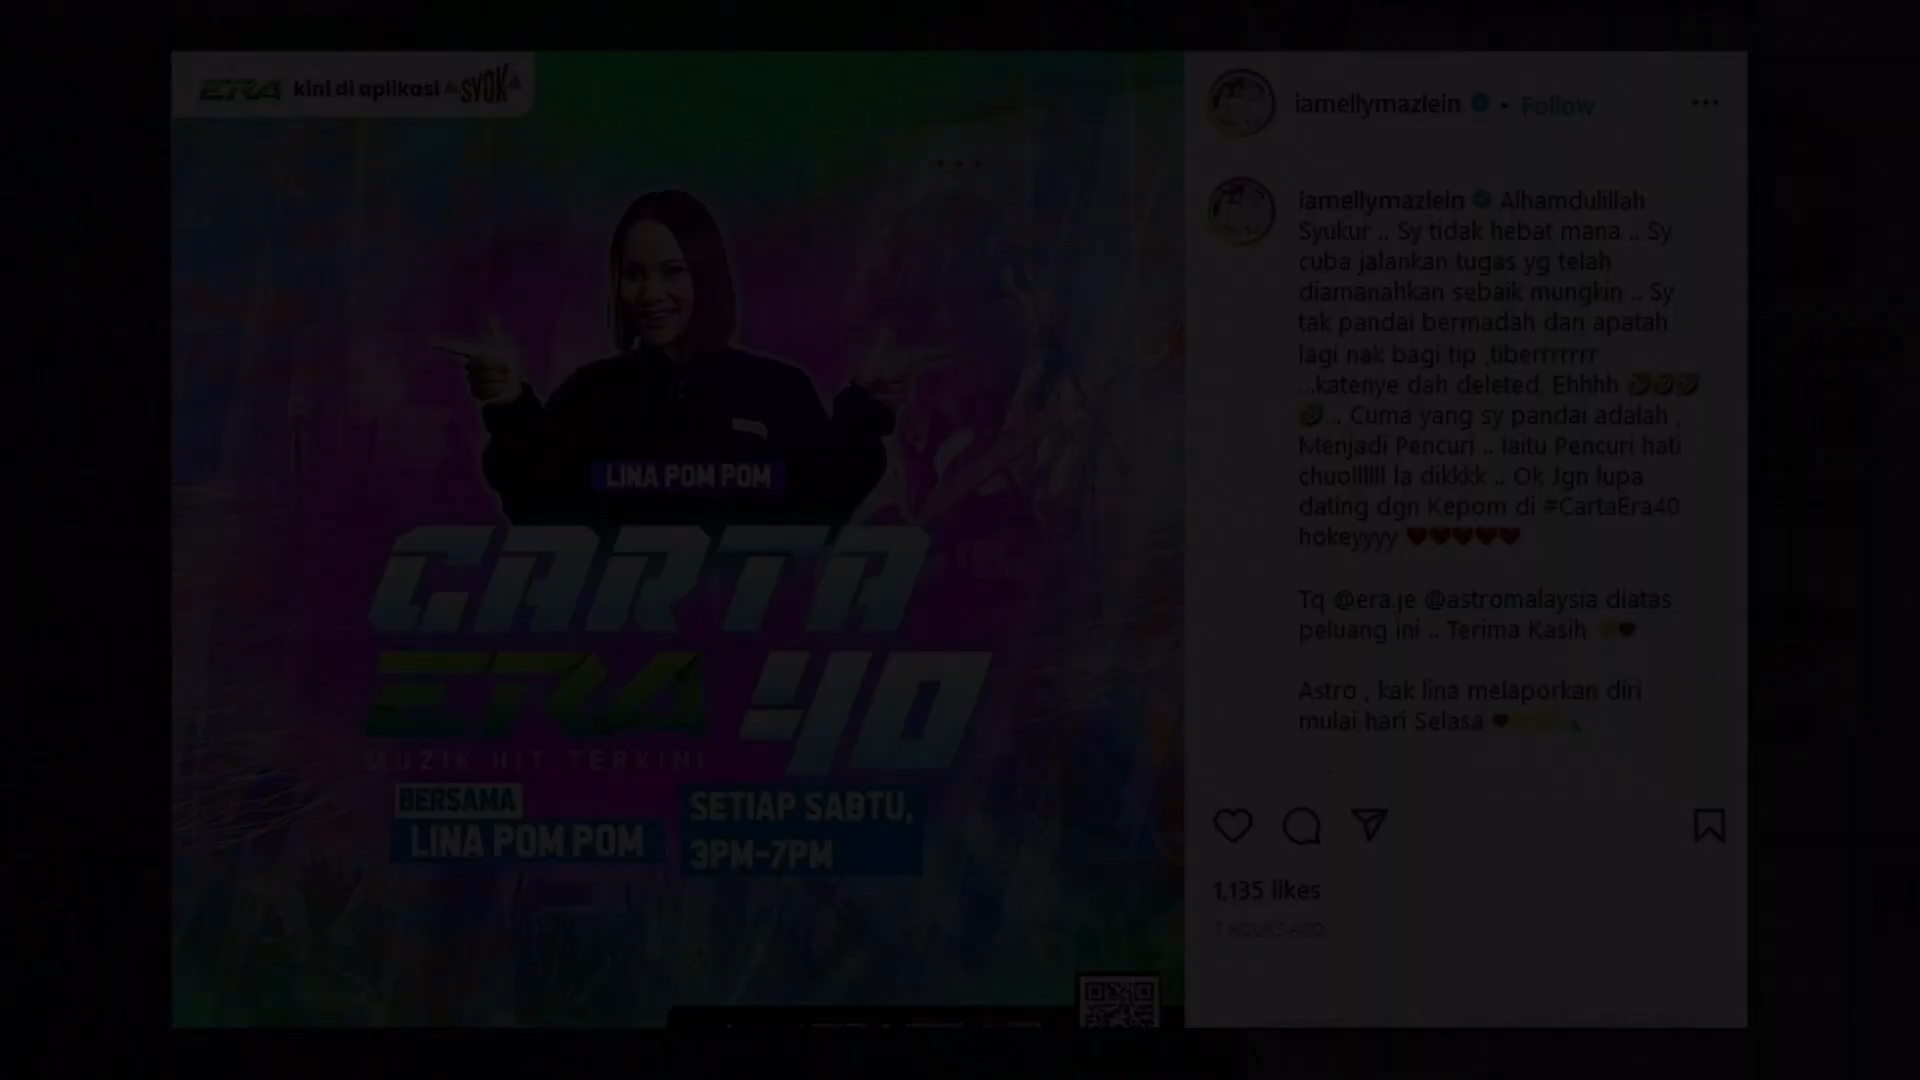 ERA kini di aplikasi SYOK
LINA POM POM
CARTA
ERA 40
MUZIK HIT TERKINI
BERSAMA
LINA POM POM
SETIAP SABTU,
3PM-7PM
iamellymazlein • Follow
iamellymazlein Alhamdulillah
Syukur .. Sy tidak hebat mana .. Sy
cuba jalankan tugas yg telah
diamanahkan sebaik mungkin .. Sy
tak pandai bermadah dan apatah
lagi nak bagi tip ,tiberrrrrrr
...katenye dah deleted. Ehhhh 🤣🤣🤣
🤣 .. Cuma yang sy pandai adalah ,
Menjadi Pencuri .. Iaitu Pencuri hati
chuollllll la dikkkk .. Ok Jgn lupa
dating dgn Kepom di #CartaEra40
hokeyyyy ❤️❤️❤️❤️❤️
Tq @era.je @astromalaysia diatas
peluang ini .. Terima Kasih
Astro , kak lina melaporkan diri
mulai hari Selasa
1,135 likes
7 HOURS AGO